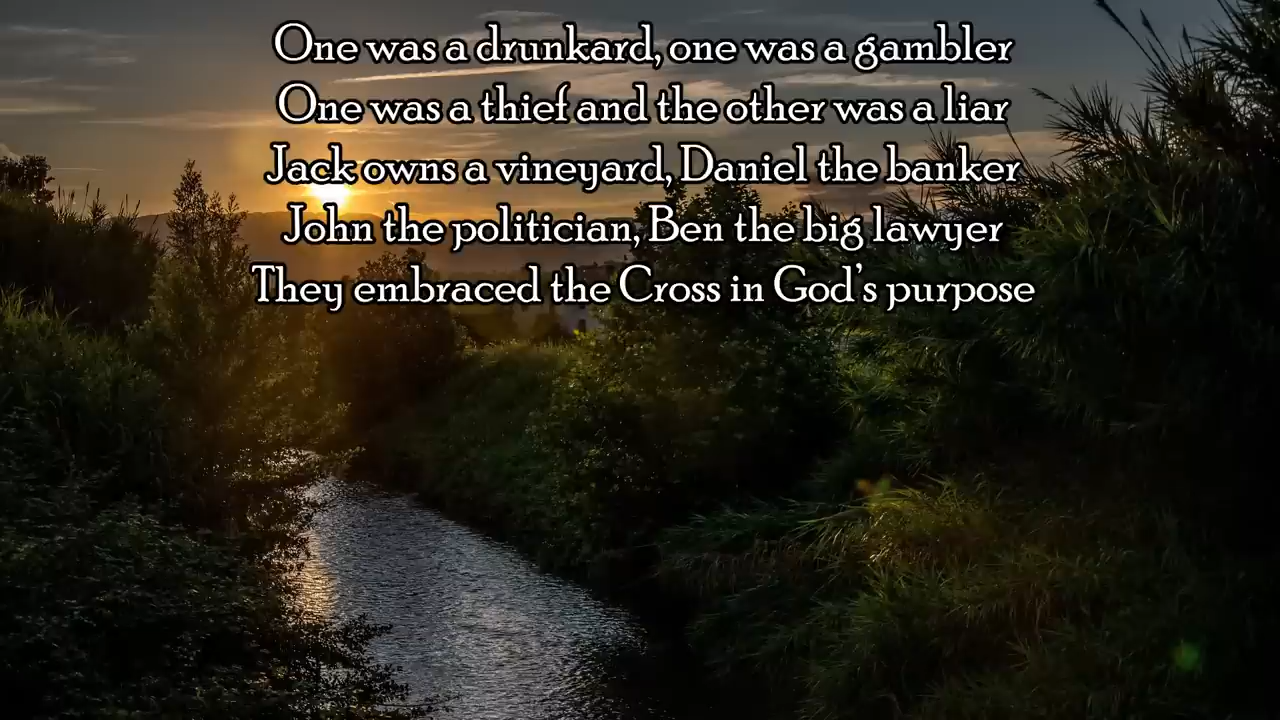 One was a drunkard, one was a gambler
One was a thief and the other was a liar
Jack owns a vineyard, Daniel the banker
John the politician, Ben the big lawyer
They embraced the Cross in God's purpose